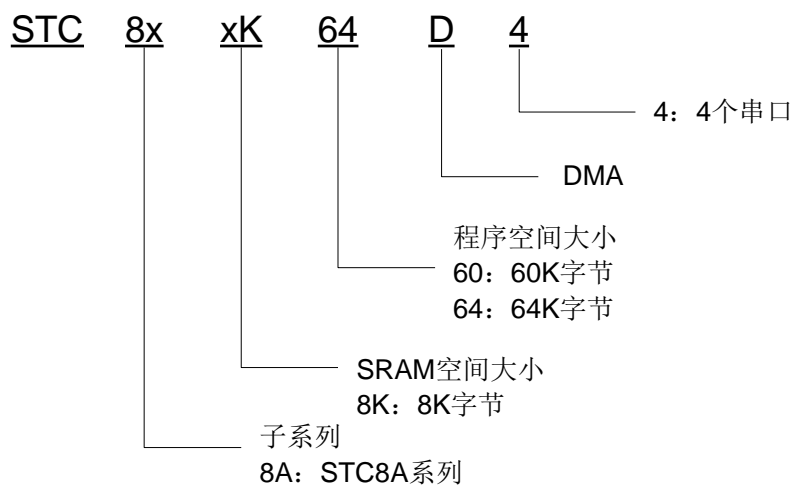 STC 8x xK 64 D 4
4：4个串口
DMA
程序空间大小
60：60K字节
64：64K字节
SRAM空间大小
8K：8K字节
子系列
8A：STC8A系列